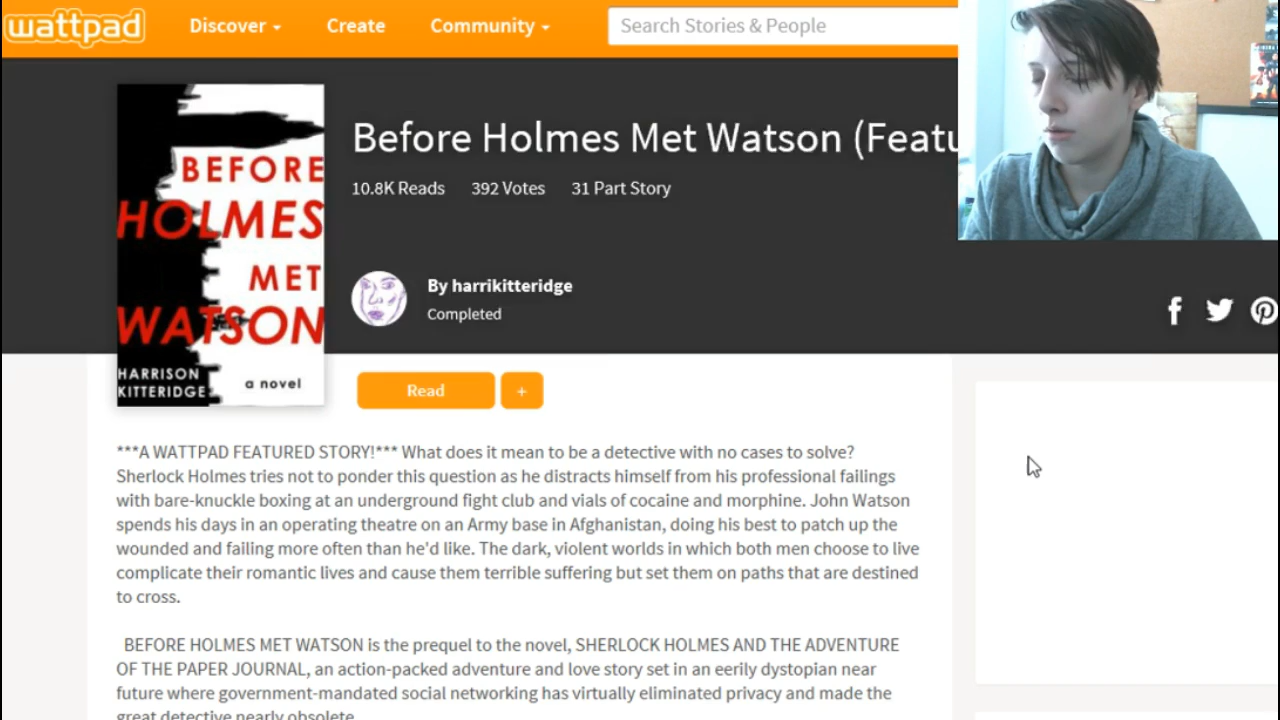 wattpad
Discover
Create
Community
Search Stories & People
BEFORE
HOLMES
MET
WATSON
HARRISON
KITTERIDGE
a novel
Before Holmes Met Watson (Featu
10.8K Reads 392 Votes 31 Part Story
By harrikitteridge
Completed
Read
+
***A WATTPAD FEATURED STORY!*** What does it mean to be a detective with no cases to solve?
Sherlock Holmes tries not to ponder this question as he distracts himself from his professional failings
with bare-knuckle boxing at an underground fight club and vials of cocaine and morphine. John Watson
spends his days in an operating theatre on an Army base in Afghanistan, doing his best to patch up the
wounded and failing more often than he'd like. The dark, violent worlds in which both men choose to live
complicate their romantic lives and cause them terrible suffering but set them on paths that are destined
to cross.
BEFORE HOLMES MET WATSON is the prequel to the novel, SHERLOCK HOLMES AND THE ADVENTURE
OF THE PAPER JOURNAL, an action-packed adventure and love story set in an eerily dystopian near
future where government-mandated social networking has virtually eliminated privacy and made the
great detective nearly obsolete